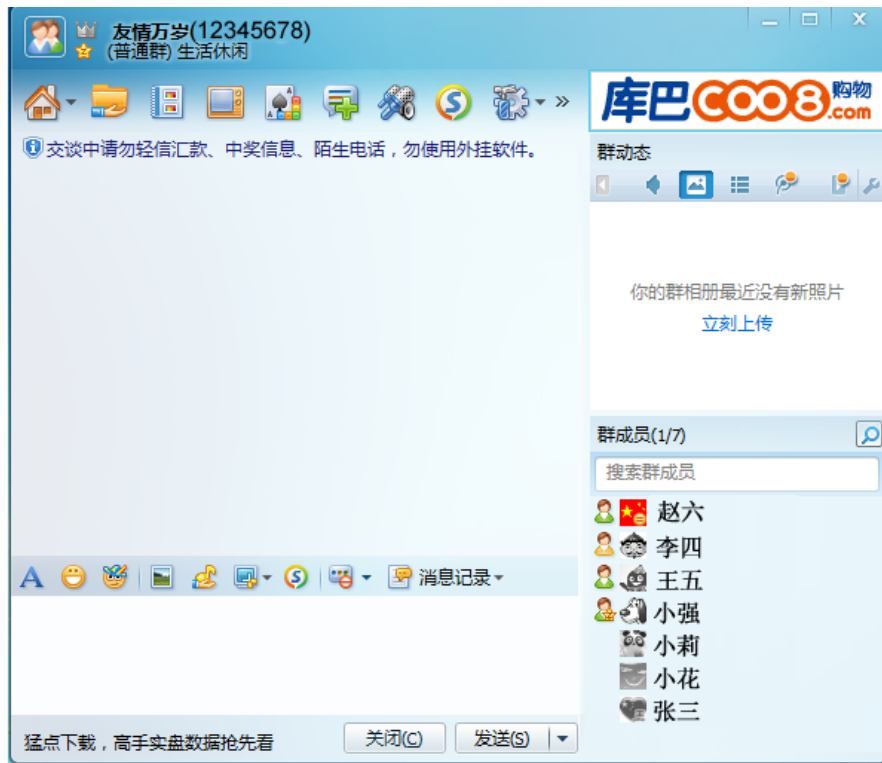 友情万岁(12345678)
(普通群) 生活休闲
库巴COO8购物.com
交谈中请勿轻信汇款、中奖信息、陌生电话，勿使用外挂软件。
群动态
你的群相册最近没有新照片
立刻上传
群成员(1/7)
搜索群成员
赵六
李四
王五
小强
小莉
小花
张三
消息记录
猛点下载，高手实盘数据抢先看
关闭(C)
发送(S)